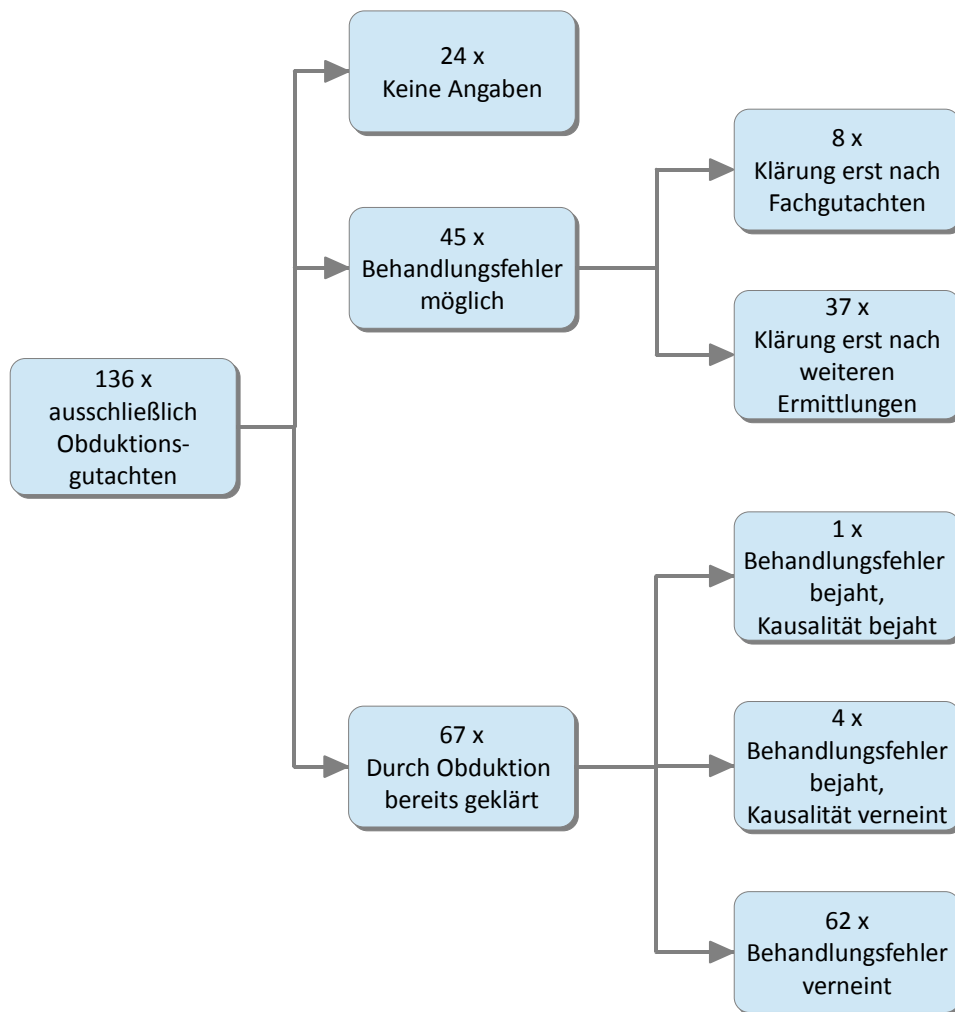 24 x
Keine Angaben
45 x
Behandlungsfehler
möglich
8 x
Klärung erst nach
Fachgutachten
37 x
Klärung erst nach
weiteren
Ermittlungen
136 x
ausschließlich
Obduktions-
gutachten
67 x
Durch Obduktion
bereits geklärt
1 x
Behandlungsfehler
bejaht,
Kausalität bejaht
4 x
Behandlungsfehler
bejaht,
Kausalität verneint
62 x
Behandlungsfehler
verneint